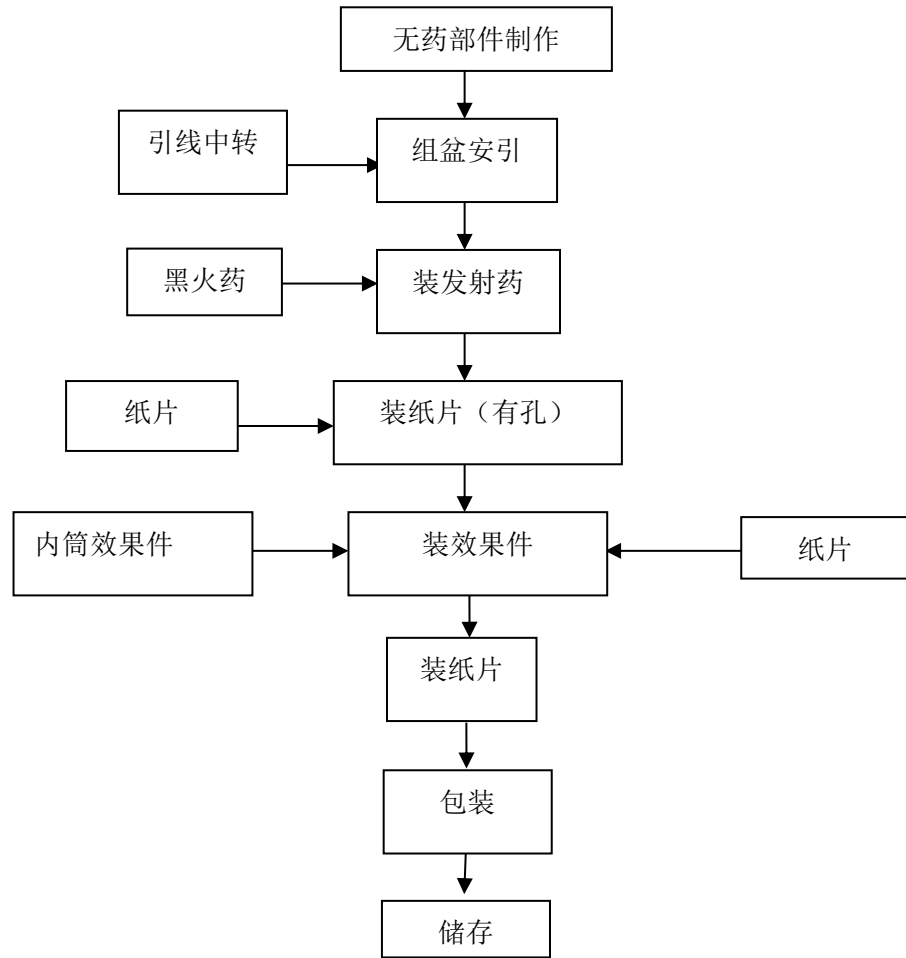 无药部件制作
引线中转
组盆安引
黑火药
装发射药
纸片
装纸片（有孔）
内筒效果件
装效果件
纸片
装纸片
包装
储存